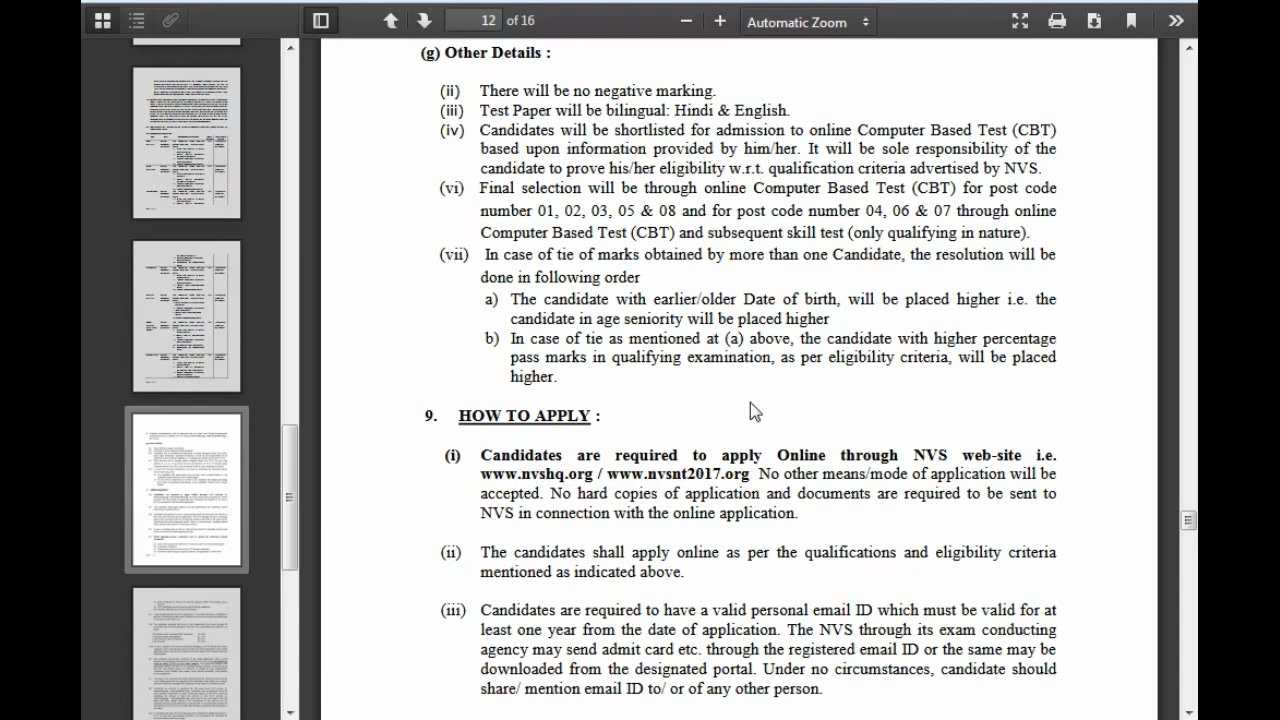 12 of 16
Automatic Zoom
(g) Other Details :
(ii) There will be no negative marking.
(iii) Test Paper will be bilingual: Hindi & English.
(iv) Candidates will be shortlisted for admission to online Computer Based Test (CBT)
based upon information provided by him/her. It will be sole responsibility of the
candidate to prove his/her eligibility w.r.t. qualification criteria advertised by NVS.
(vi) Final selection will be through online Computer Based Test (CBT) for post code
number 01, 02, 03, 05 & 08 and for post code number 04, 06 & 07 through online
Computer Based Test (CBT) and subsequent skill test (only qualifying in nature).
(vii) In case of tie of marks obtained by more than one Candidate, the resolution will be
done in following order.
a) The candidate with earlier/older Date of birth, will be placed higher i.e. the
candidate in age seniority will be placed higher
b) In case of tie as mentioned at (a) above, the candidate with higher percentage
pass marks in qualifying examination, as per eligibility criteria, will be placed
higher.
9. HOW TO APPLY :
(i) Candidates are required to apply Online through NVS web-site i.e.
www.nvshq.org / www.nvsnt2017.org No other means/mode of application will be
accepted. No hard copies of application and documents are required to be sent to
NVS in connection with the online application.
(ii) The candidates shall apply online as per the qualifications and eligibility criteria
mentioned as indicated above.
(iii) Candidates are required to have a valid personal email ID which must be valid for at
least one year from the date of application. The NVS through its exam conducting
agency may send admit card etc. through the registered email ID or the same may be
downloaded from the designated portal. Under no circumstances, candidate should
share/ mention email ID to/ or of any other person.